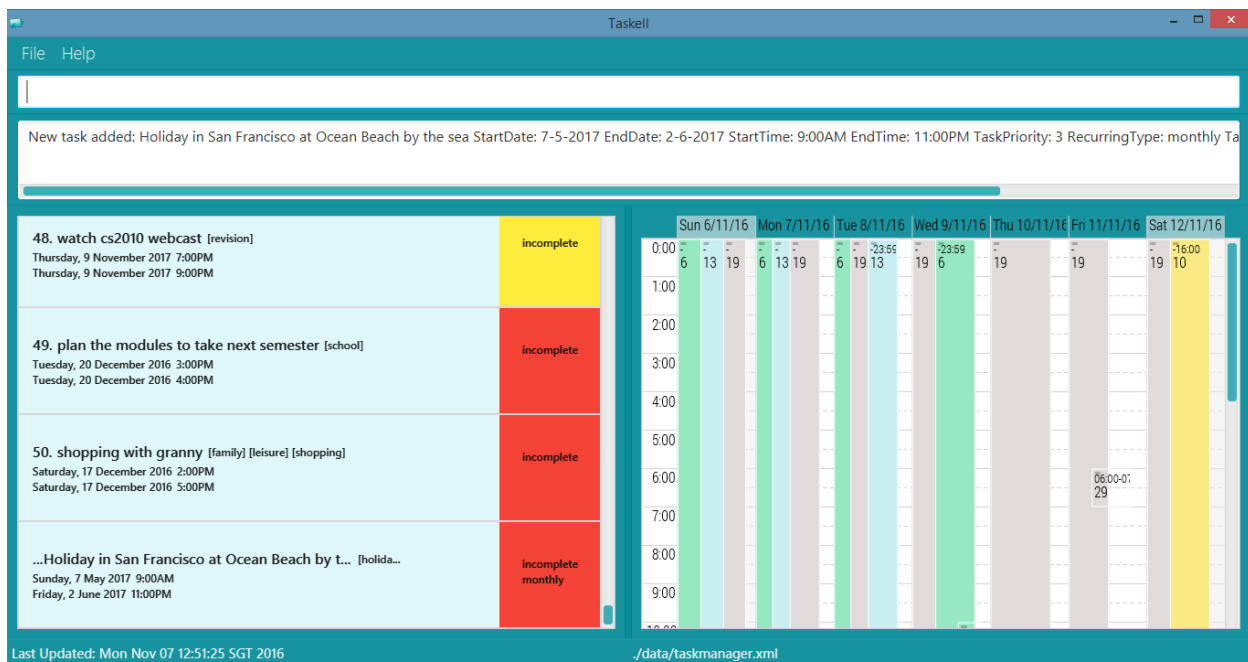 Taskell
File Help
New task added: Holiday in San Francisco at Ocean Beach by the sea StartDate: 7-5-2017 EndDate: 2-6-2017 StartTime: 9:00AM EndTime: 11:00PM TaskPriority: 3 RecurringType: monthly Ta
48. watch cs2010 webcast [revision]
Thursday, 9 November 2017 7:00PM
Thursday, 9 November 2017 9:00PM
incomplete
49. plan the modules to take next semester [school]
Tuesday, 20 December 2016 3:00PM
Tuesday, 20 December 2016 4:00PM
incomplete
50. shopping with granny [family] [leisure] [shopping]
Saturday, 17 December 2016 2:00PM
Saturday, 17 December 2016 5:00PM
incomplete
...Holiday in San Francisco at Ocean Beach by t... [holida...
Sunday, 7 May 2017 9:00AM
Friday, 2 June 2017 11:00PM
incomplete
monthly
Sun 6/11/16 Mon 7/11/16 Tue 8/11/16 Wed 9/11/16 Thu 10/11/16 Fri 11/11/16 Sat 12/11/16
0:00 - - - - - - - - -23:59 - -23:59 - - - -16:00
6 13 19 6 13 19 6 19 13 19 6 19 19 19 10
1:00
2:00
3:00
4:00
5:00
6:00 06:00-07
29
7:00
8:00
9:00
Last Updated: Mon Nov 07 12:51:25 SGT 2016 ./data/taskmanager.xml